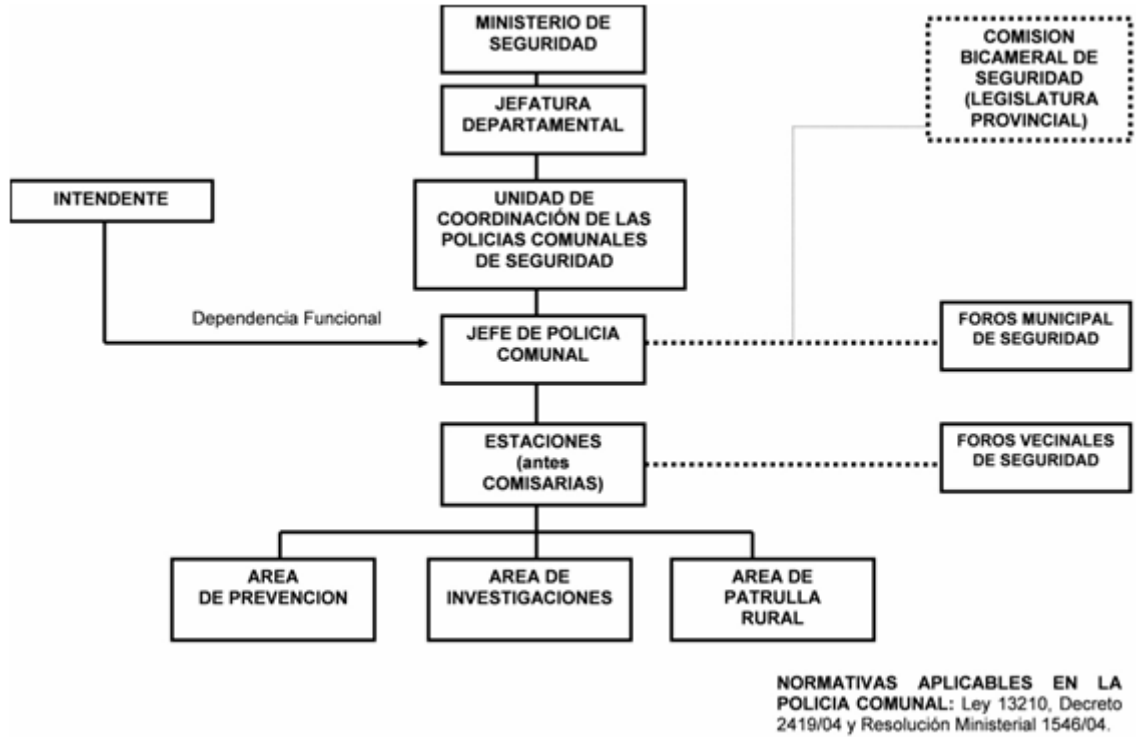 MINISTERIO DE
SEGURIDAD
COMISION
BICAMERAL DE
SEGURIDAD
(LEGISLATURA
PROVINCIAL)
JEFATURA
DEPARTAMENTAL
INTENDENTE
UNIDAD DE
COORDINACIÓN DE LAS
POLICIAS COMUNALES
DE SEGURIDAD
Dependencia Funcional
JEFE DE POLICIA
COMUNAL
FOROS MUNICIPAL
DE SEGURIDAD
ESTACIONES
(antes
COMISARIAS)
FOROS VECINALES
DE SEGURIDAD
AREA
DE PREVENCION
AREA DE
INVESTIGACIONES
AREA DE
PATRULLA
RURAL
NORMATIVAS APLICABLES EN LA
POLICIA COMUNAL: Ley 13210, Decreto
2419/04 y Resolución Ministerial 1546/04.